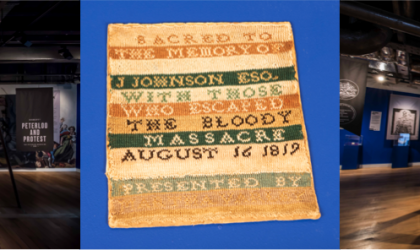 SACRED TO
THE MEMORY OF
J JOHNSON ESQ.
WITH THOSE
WHO ESCAPED
THE BLOODY
MASSACRE
AUGUST 16 1819
PRESENTED BY
PETERLOO
AND
PROTEST